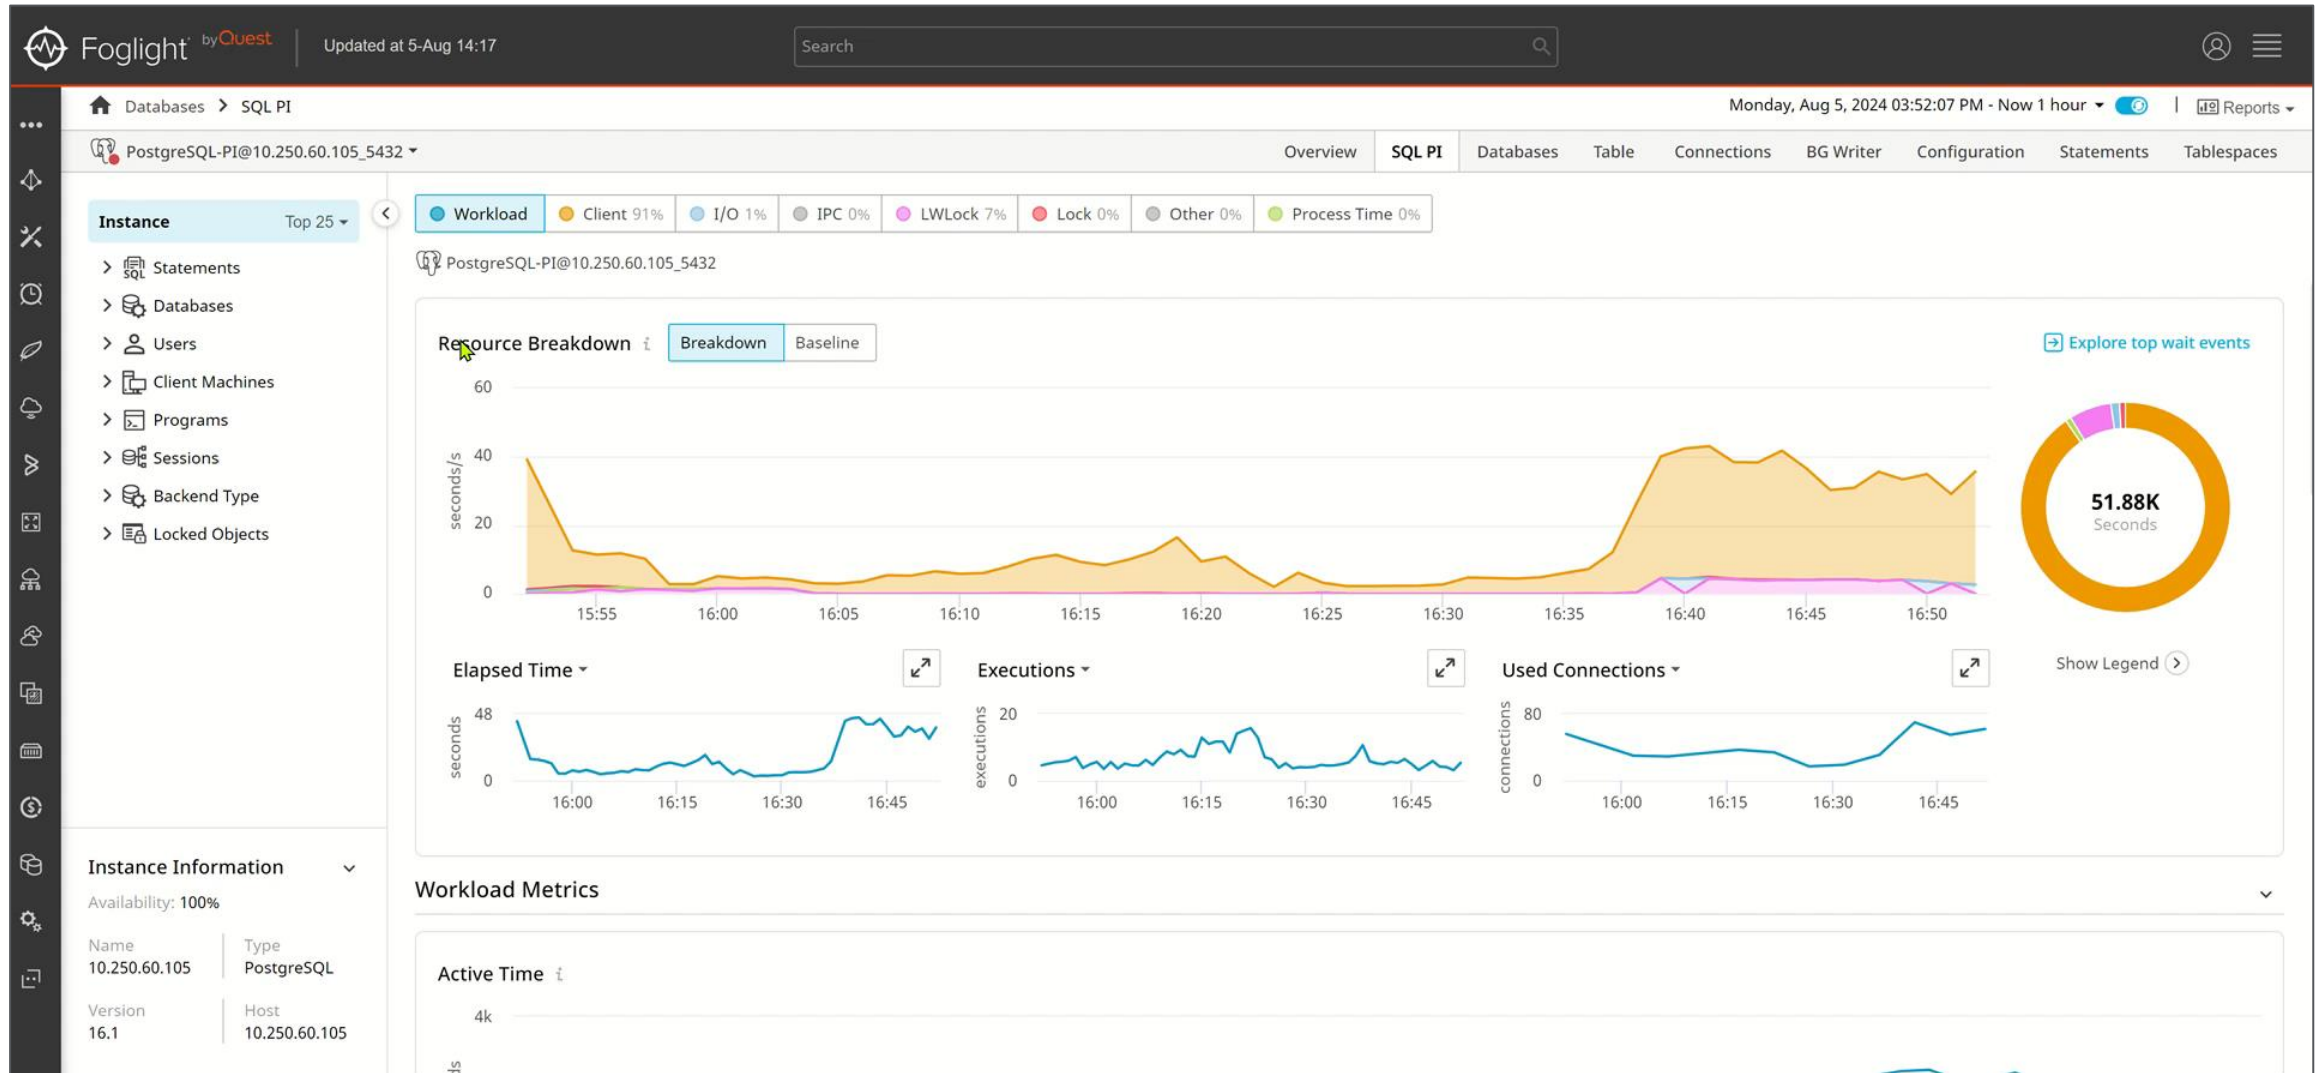 Foglight by Quest Updated at 5-Aug 14:17 Search
Databases > SQL PI Monday, Aug 5, 2024 03:52:07 PM - Now 1 hour Reports
PostgreSQL-PI@10.250.60.105_5432 Overview SQL PI Databases Table Connections BG Writer Configuration Statements Tablespaces
Instance Top 25
Statements
Databases
Users
Client Machines
Programs
Sessions
Backend Type
Locked Objects
Workload Client 91% I/O 1% IPC 0% LWLock 7% Lock 0% Other 0% Process Time 0%
PostgreSQL-PI@10.250.60.105_5432
Resource Breakdown i Breakdown Baseline Explore top wait events
60
40
20
0
seconds/s
15:55 16:00 16:05 16:10 16:15 16:20 16:25 16:30 16:35 16:40 16:45 16:50
51.88K
Seconds
Show Legend
Elapsed Time
48
0
seconds
16:00 16:15 16:30 16:45
Executions
20
0
executions
16:00 16:15 16:30 16:45
Used Connections
80
0
connections
16:00 16:15 16:30 16:45
Instance Information
Availability: 100%
Name Type
10.250.60.105 PostgreSQL
Version Host
16.1 10.250.60.105
Workload Metrics
Active Time i
4k